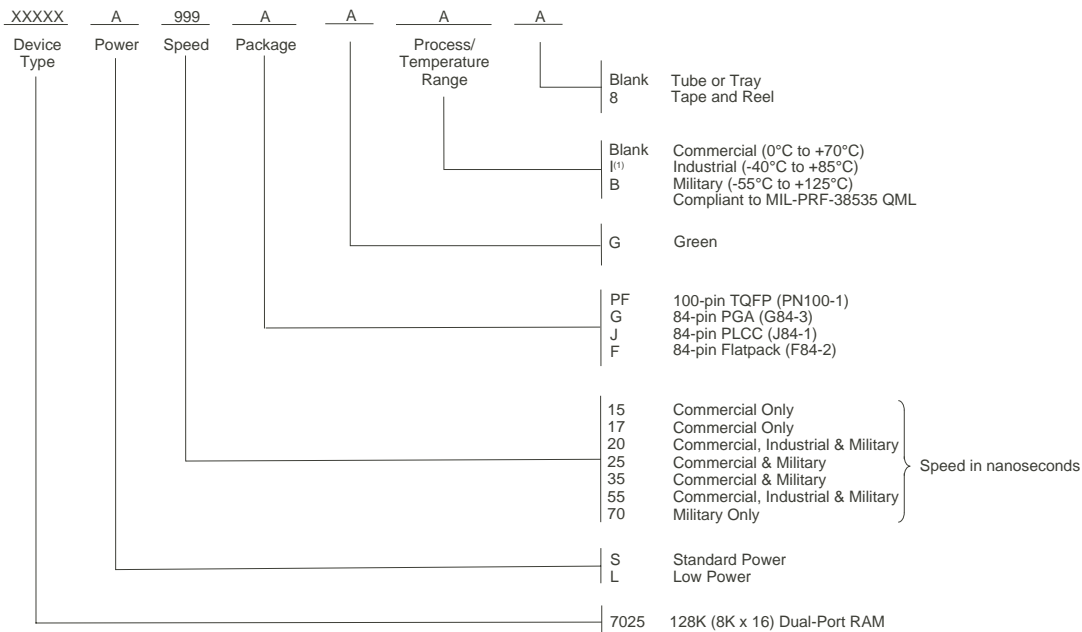 XXXXX A 999 A A A A
Device Type Power Speed Package Process/ Temperature Range
Blank Tube or Tray
8 Tape and Reel
Blank Commercial (0°C to +70°C)
I(1) Industrial (-40°C to +85°C)
B Military (-55°C to +125°C)
Compliant to MIL-PRF-38535 QML
G Green
PF 100-pin TQFP (PN100-1)
G 84-pin PGA (G84-3)
J 84-pin PLCC (J84-1)
F 84-pin Flatpack (F84-2)
15 Commercial Only
17 Commercial Only
20 Commercial, Industrial & Military
25 Commercial & Military
Speed in nanoseconds
35 Commercial & Military
55 Commercial, Industrial & Military
70 Military Only
S Standard Power
L Low Power
7025 128K (8K x 16) Dual-Port RAM